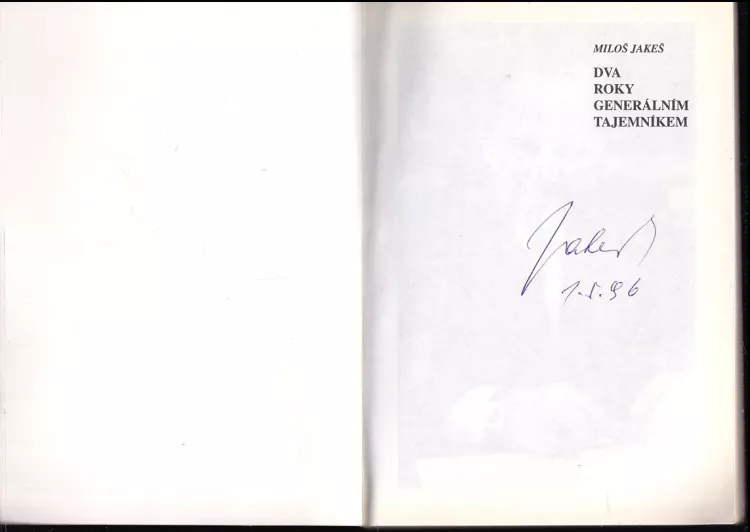 MILOŠ JAKEŠ
DVA
ROKY
GENERÁLNÍM
TAJEMNÍKEM
Jakeš
1.5.96